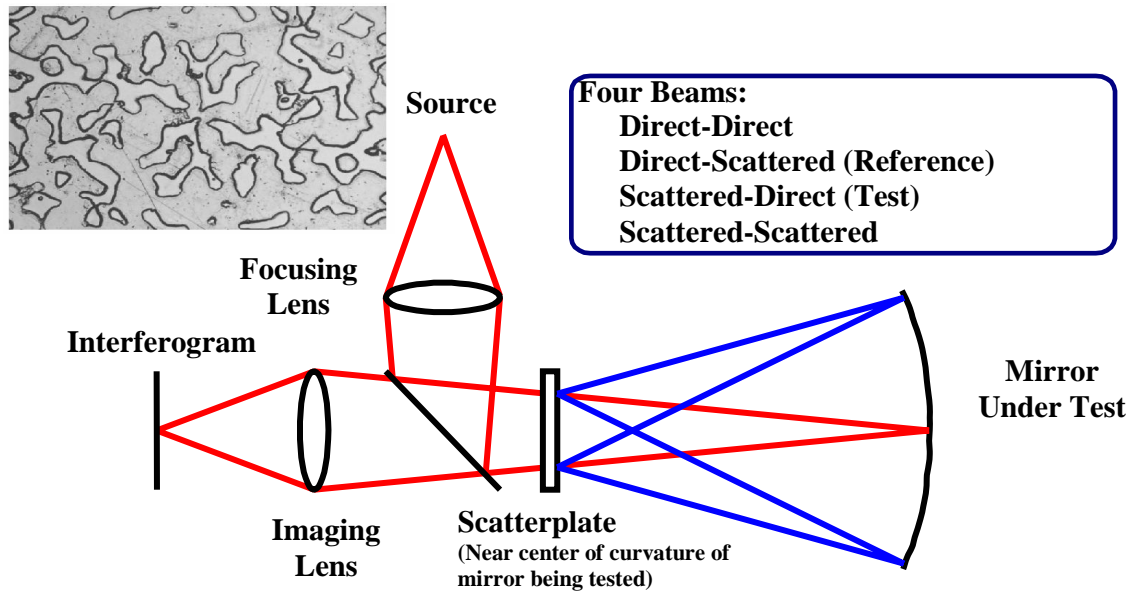 Source
Four Beams:
Direct-Direct
Direct-Scattered (Reference)
Scattered-Direct (Test)
Scattered-Scattered
Focusing
Lens
Interferogram
Mirror
Under Test
Imaging
Lens
Scatterplate
(Near center of curvature of
mirror being tested)